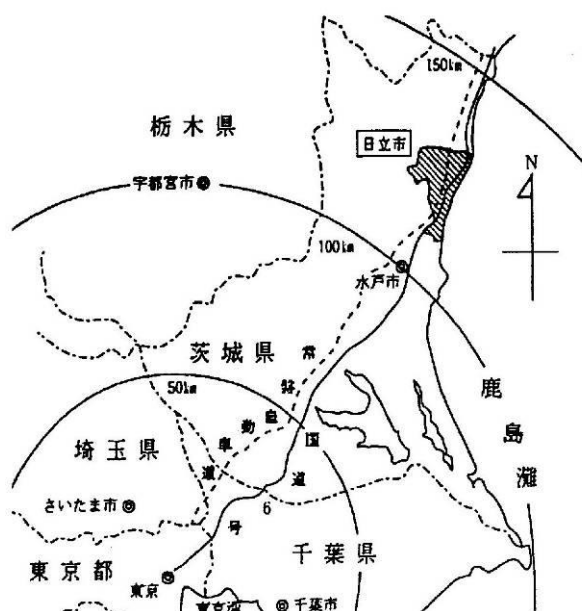 150km
栃木県
日立市
宇都宮市
N
100km
水戸市
茨城県
常磐自動車道
50km
鹿島灘
国道6号
埼玉県
さいたま市
千葉県
東京都
東京
東京湾
千葉市